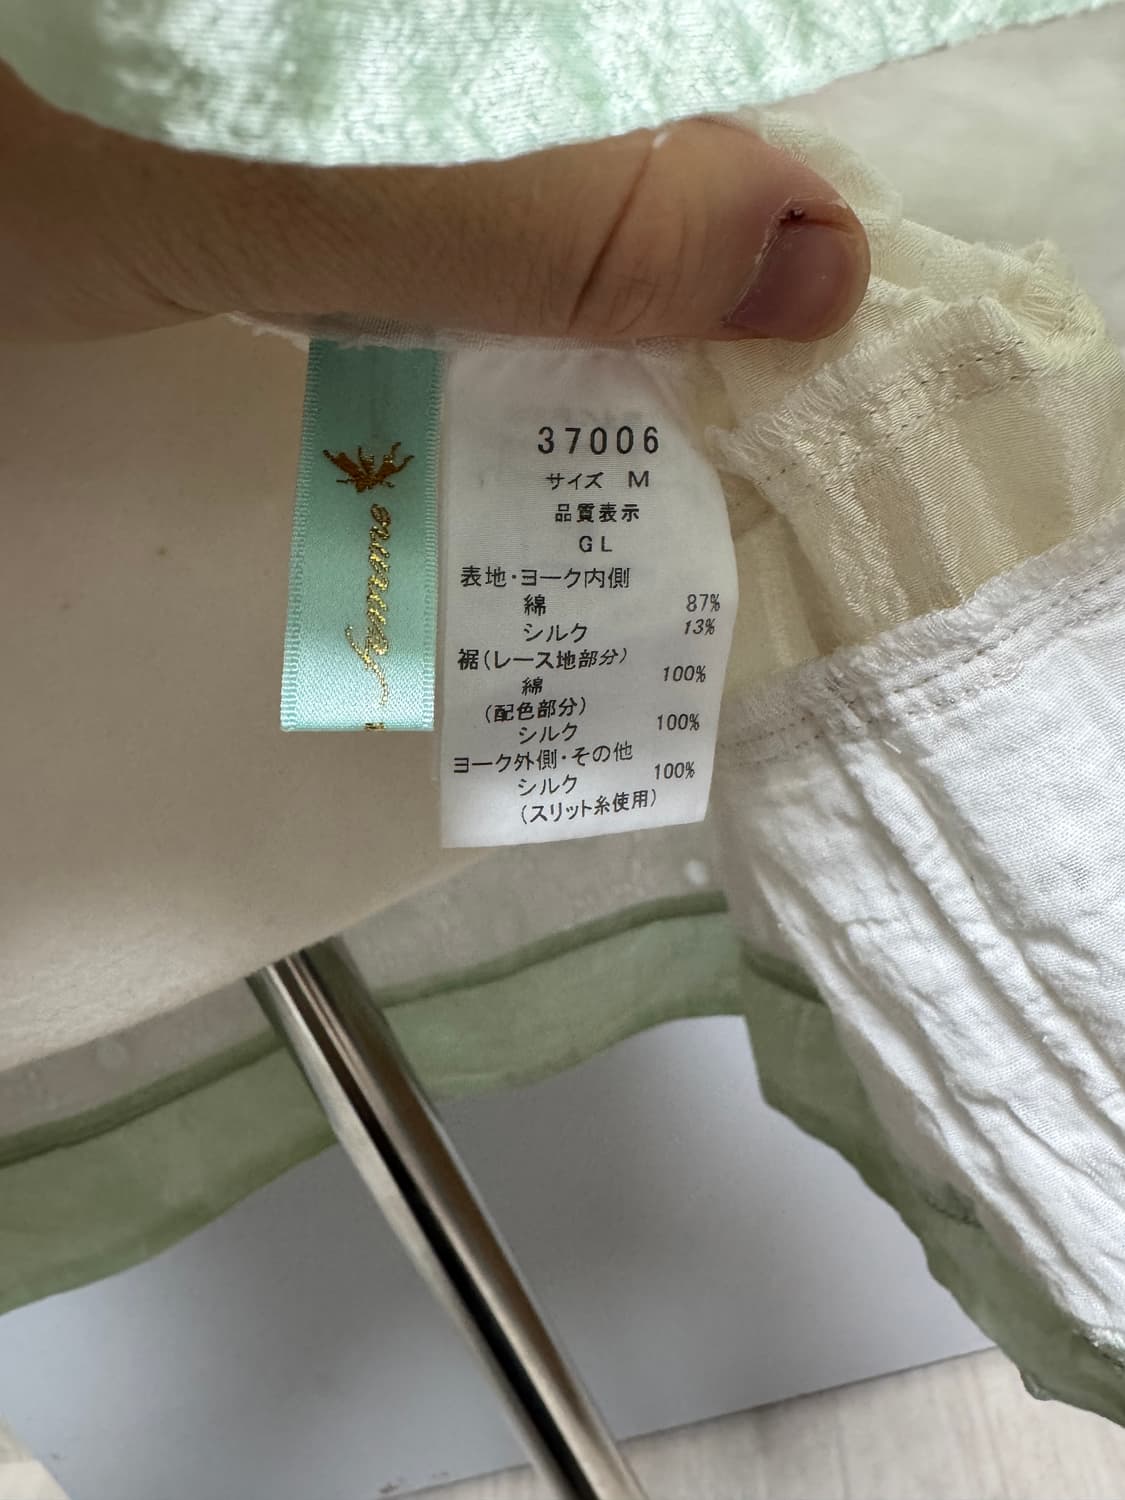 37006
サイズ M
品質表示
GL
表地・ヨーク内側
綿 87%
シルク 13%
裾(レース地部分)
綿 100%
(配色部分)
シルク 100%
ヨーク外側・その他
シルク 100%
(スリット糸使用)